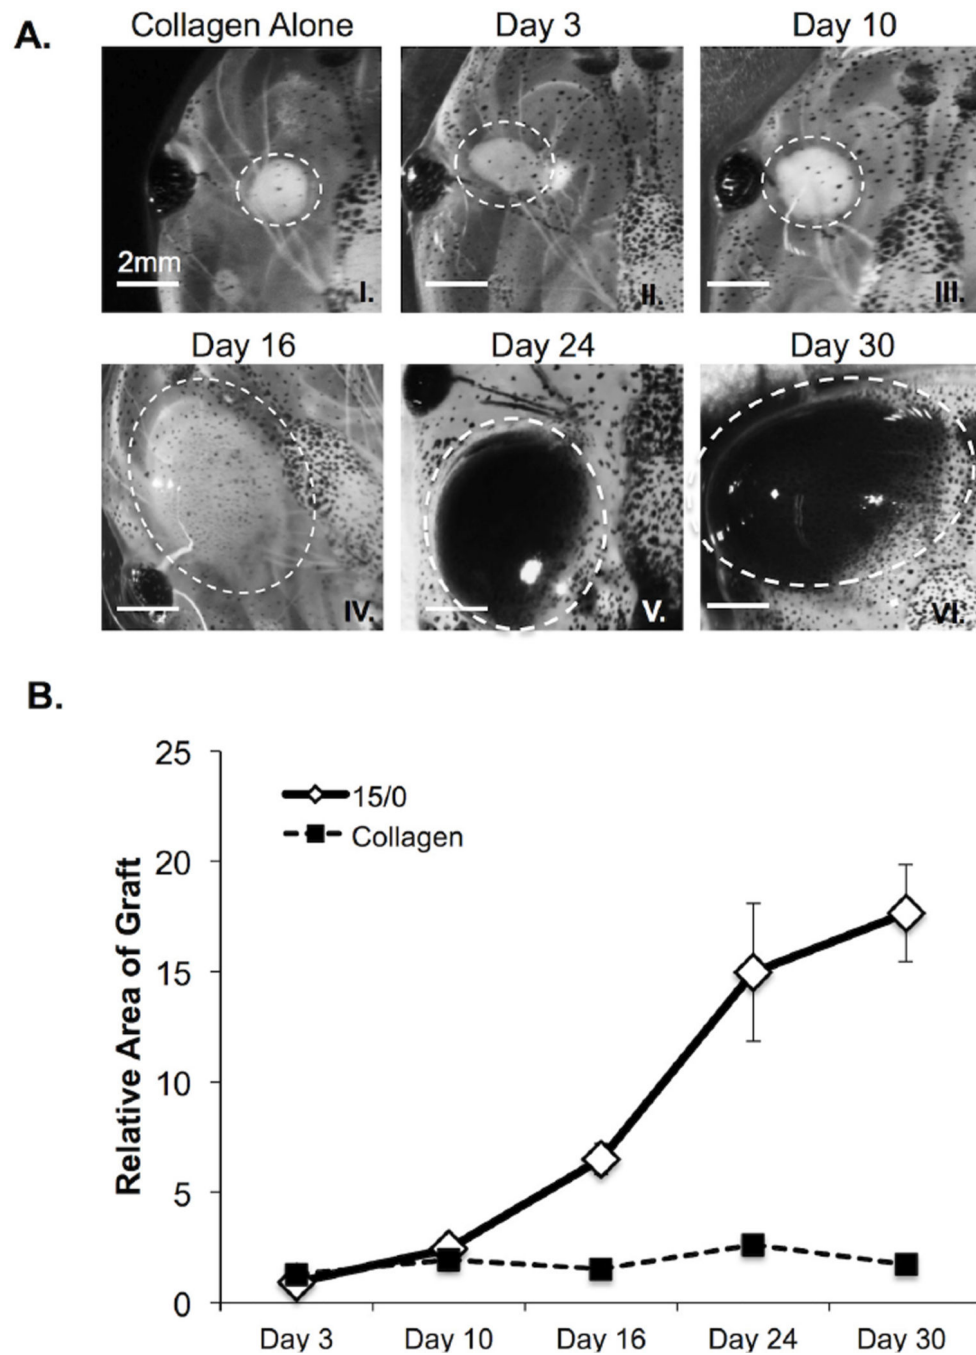 A.
Collagen Alone
Day 3
Day 10
2mm
I.
II.
III.
Day 16
Day 24
Day 30
IV.
V.
VI.
B.
25
20
15
10
5
0
Relative Area of Graft
15/0
Collagen
Day 3
Day 10
Day 16
Day 24
Day 30